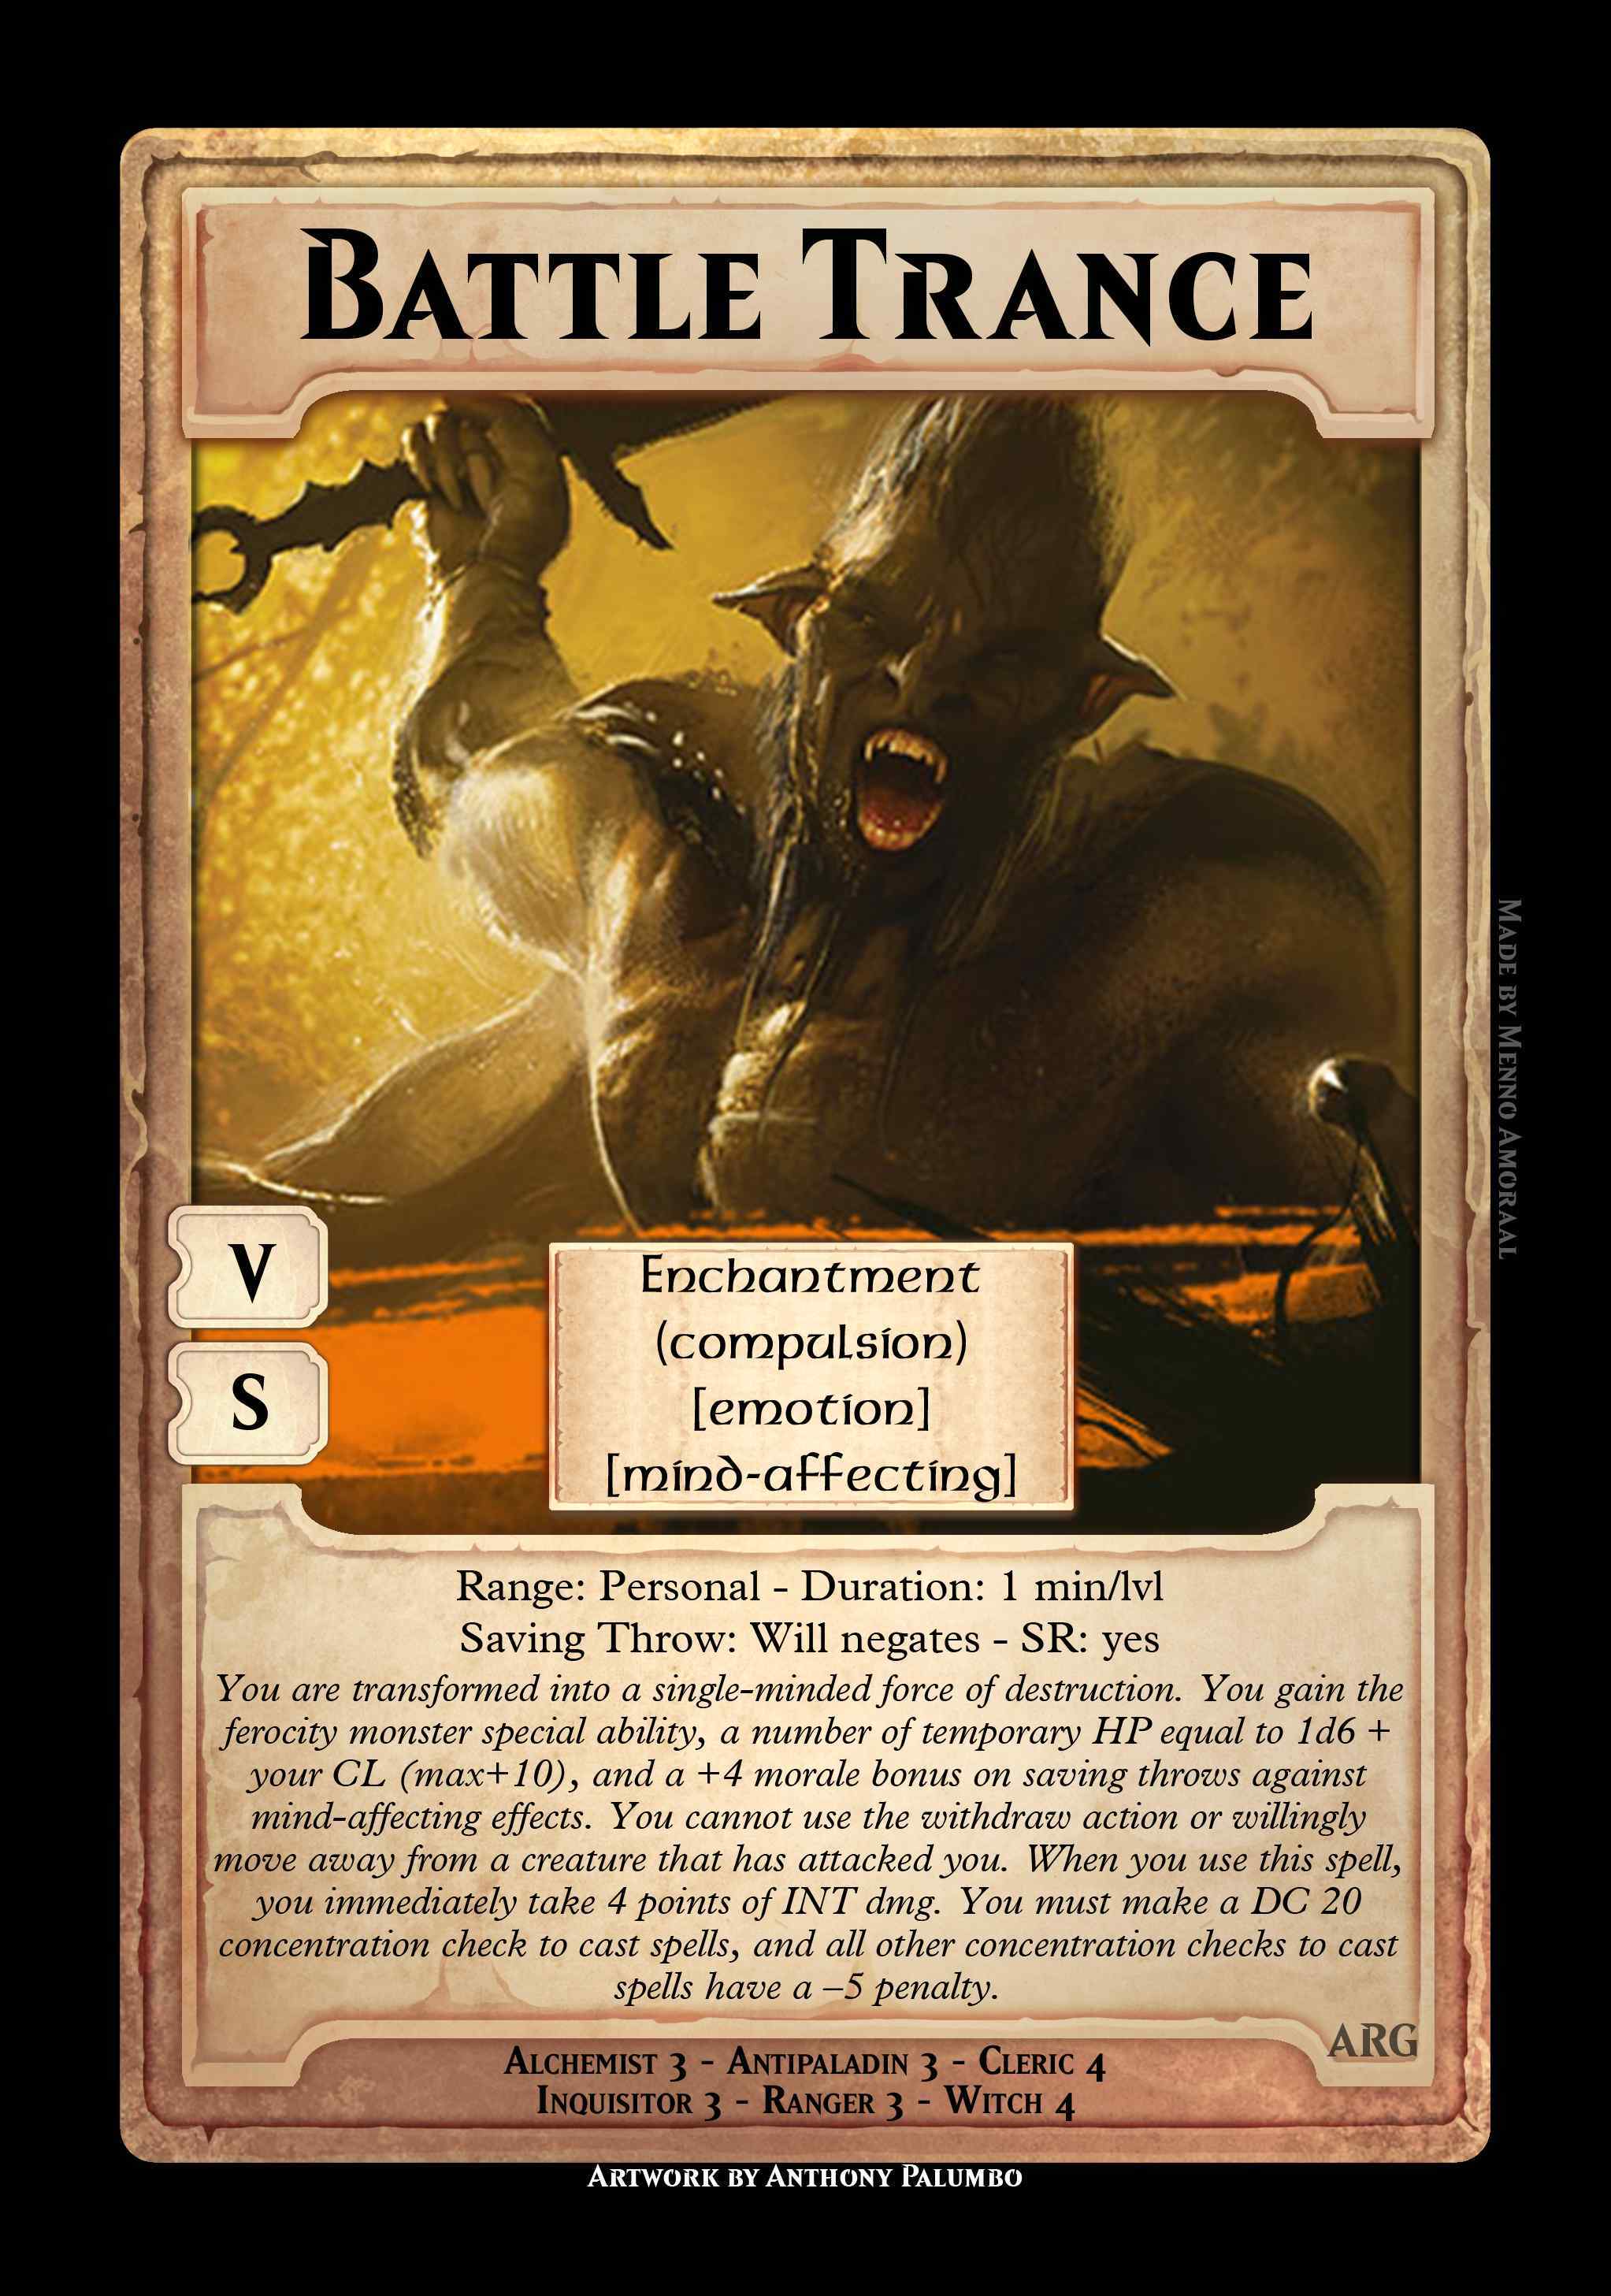 Battle Trance
V
S
Enchantment
(compulsion)
[emotion]
[mind-affecting]
Range: Personal - Duration: 1 min/lvl
Saving Throw: Will negates - SR: yes
You are transformed into a single-minded force of destruction. You gain the
ferocity monster special ability, a number of temporary HP equal to 1d6 +
your CL (max+10), and a +4 morale bonus on saving throws against
mind-affecting effects. You cannot use the withdraw action or willingly
move away from a creature that has attacked you. When you use this spell,
you immediately take 4 points of INT dmg. You must make a DC 20
concentration check to cast spells, and all other concentration checks to cast
spells have a –5 penalty.
ARG
Alchemist 3 - Antipaladin 3 - Cleric 4
Inquisitor 3 - Ranger 3 - Witch 4
Artwork by Anthony Palumbo
Made by Menno Amoraal